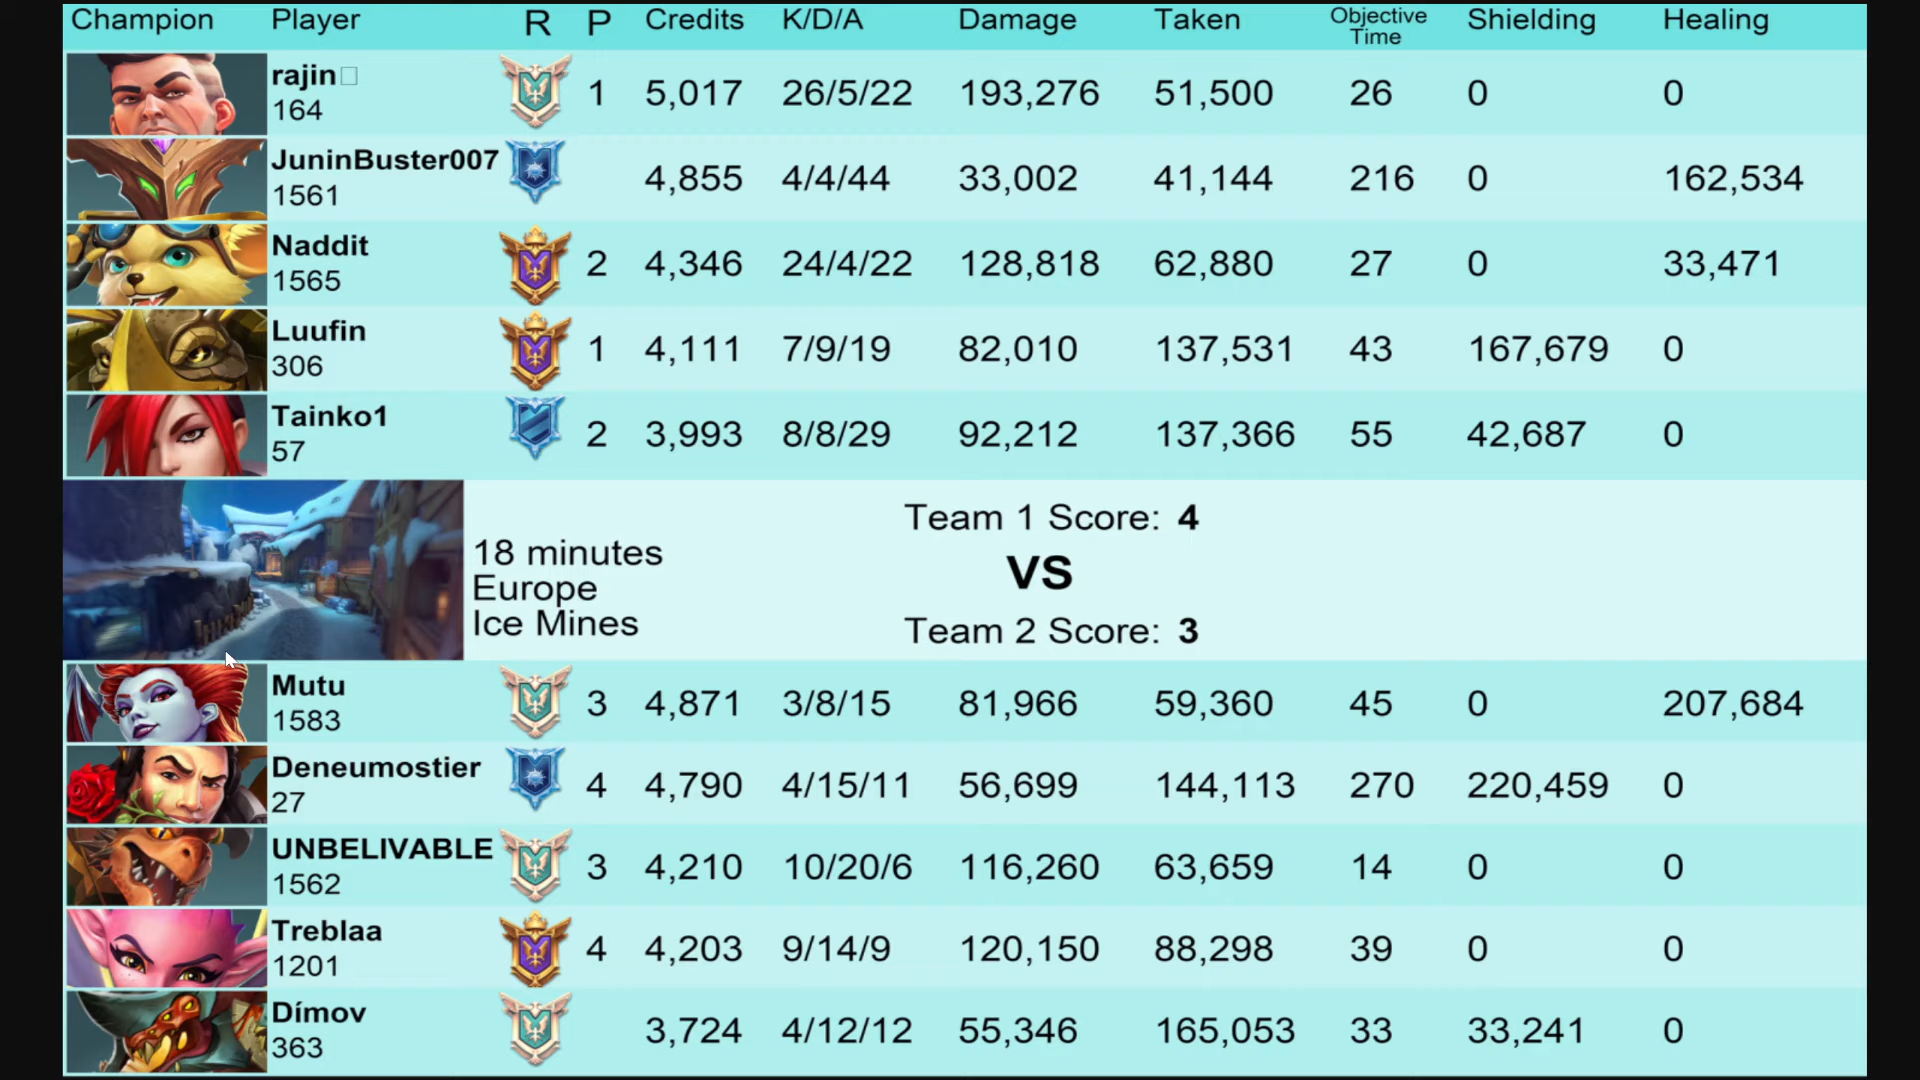 Champion Player R P Credits K/D/A Damage Taken Objective Time Shielding Healing
rajin□
164 1 5,017 26/5/22 193,276 51,500 26 0 0
JuninBuster007
1561 4,855 4/4/44 33,002 41,144 216 0 162,534
Naddit
1565 2 4,346 24/4/22 128,818 62,880 27 0 33,471
Luufin
306 1 4,111 7/9/19 82,010 137,531 43 167,679 0
Tainko1
57 2 3,993 8/8/29 92,212 137,366 55 42,687 0
18 minutes
Europe
Ice Mines
Team 1 Score: 4
VS
Team 2 Score: 3
Mutu
1583 3 4,871 3/8/15 81,966 59,360 45 0 207,684
Deneumostier
27 4 4,790 4/15/11 56,699 144,113 270 220,459 0
UNBELIVABLE
1562 3 4,210 10/20/6 116,260 63,659 14 0 0
Treblaa
1201 4 4,203 9/14/9 120,150 88,298 39 0 0
Dímov
363 3,724 4/12/12 55,346 165,053 33 33,241 0